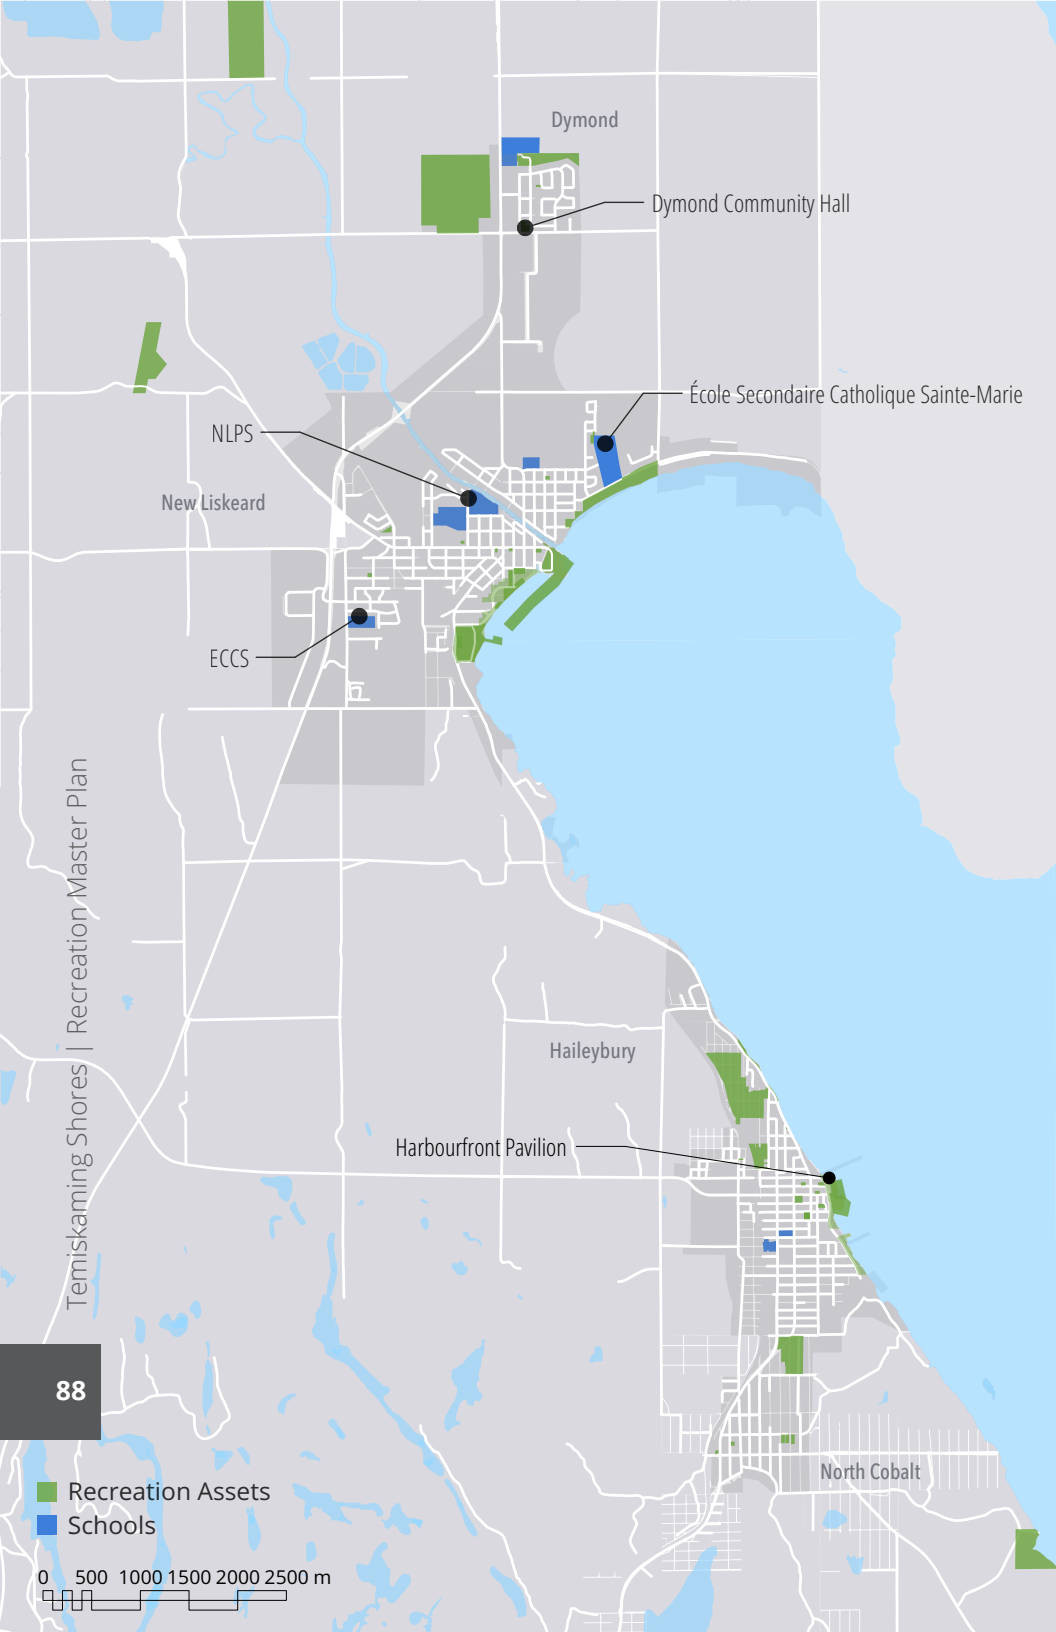 Dymond
Dymond Community Hall
École Secondaire Catholique Sainte-Marie
NLPS
New Liskeard
ECCS
Temiskaming Shores | Recreation Master Plan
Haileybury
Harbourfront Pavilion
88
North Cobalt
Recreation Assets
Schools
0 500 1000 1500 2000 2500 m